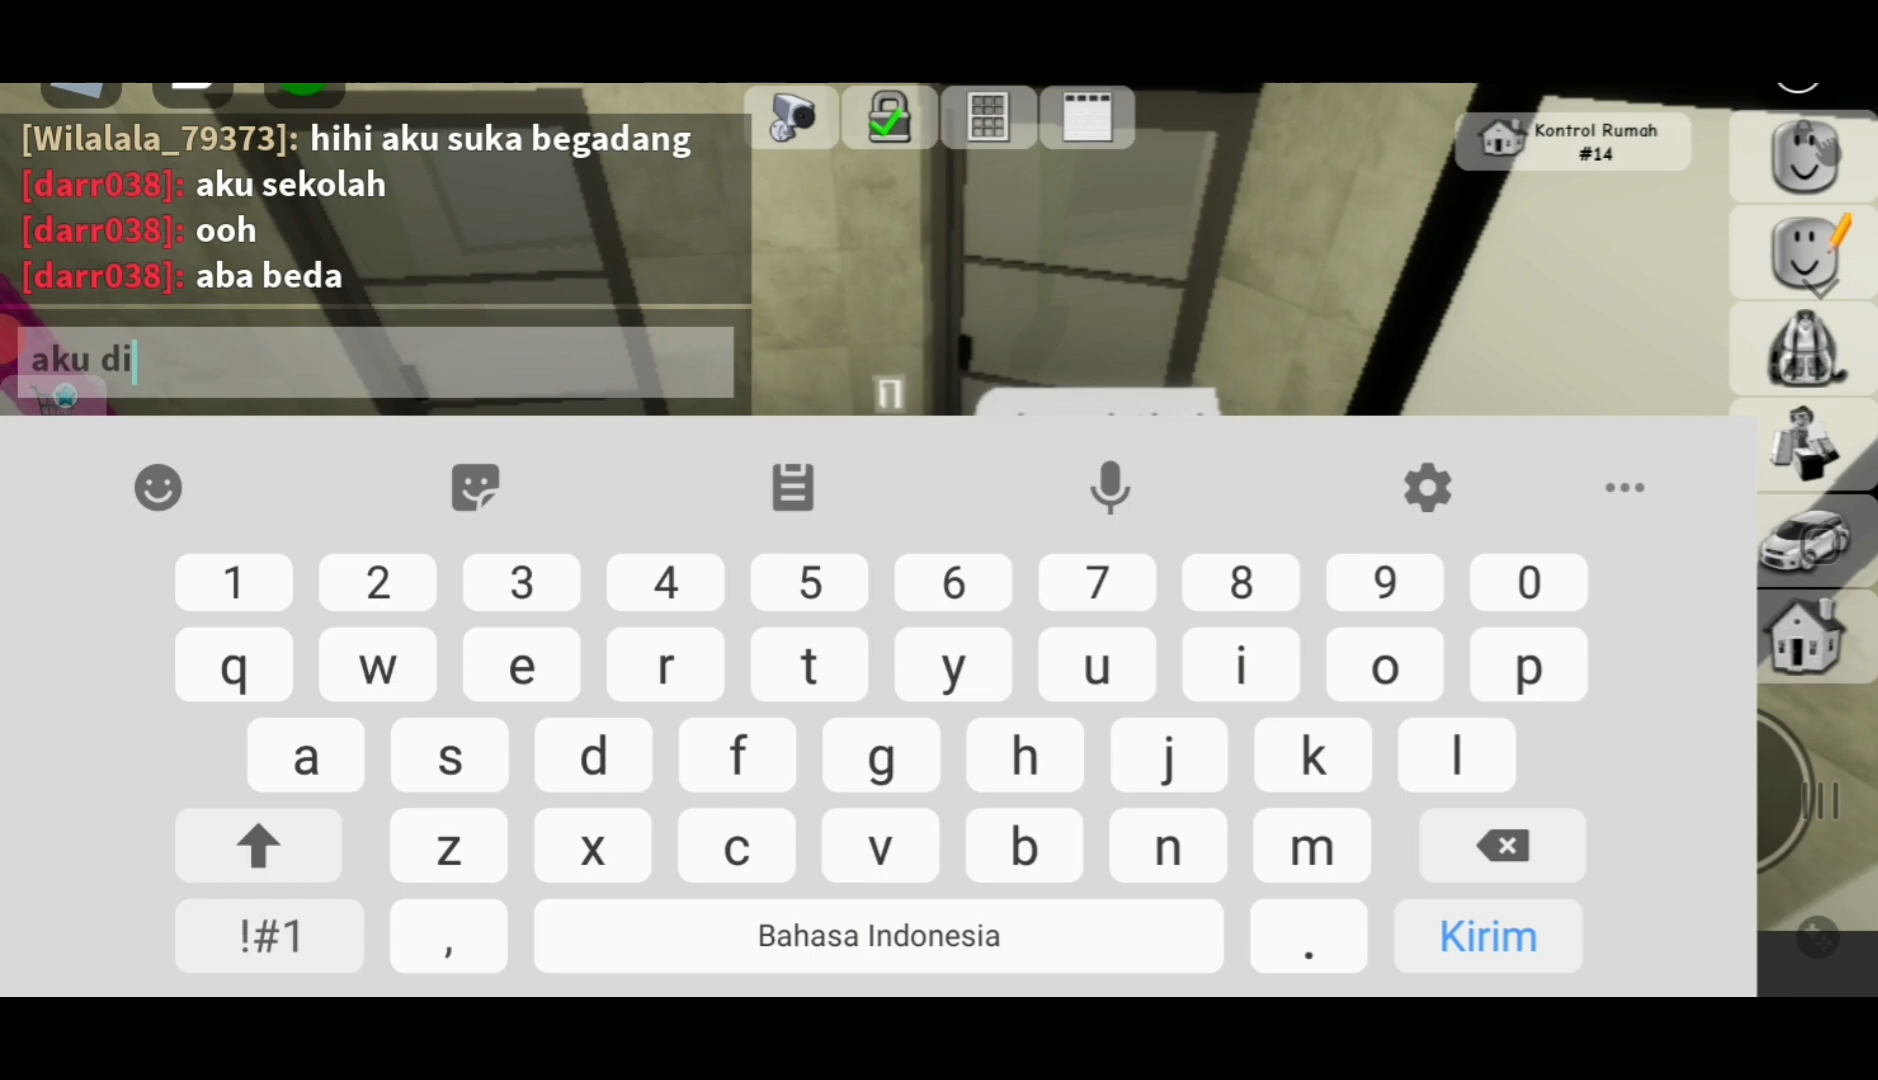 [Wilalala_79373]: hihi aku suka begadang
[darr038]: aku sekolah
[darr038]: ooh
[darr038]: aba beda
aku di
Kontrol Rumah
#14
1 2 3 4 5 6 7 8 9 0
q w e r t y u i o p
a s d f g h j k l
z x c v b n m
!#1 , Bahasa Indonesia . Kirim